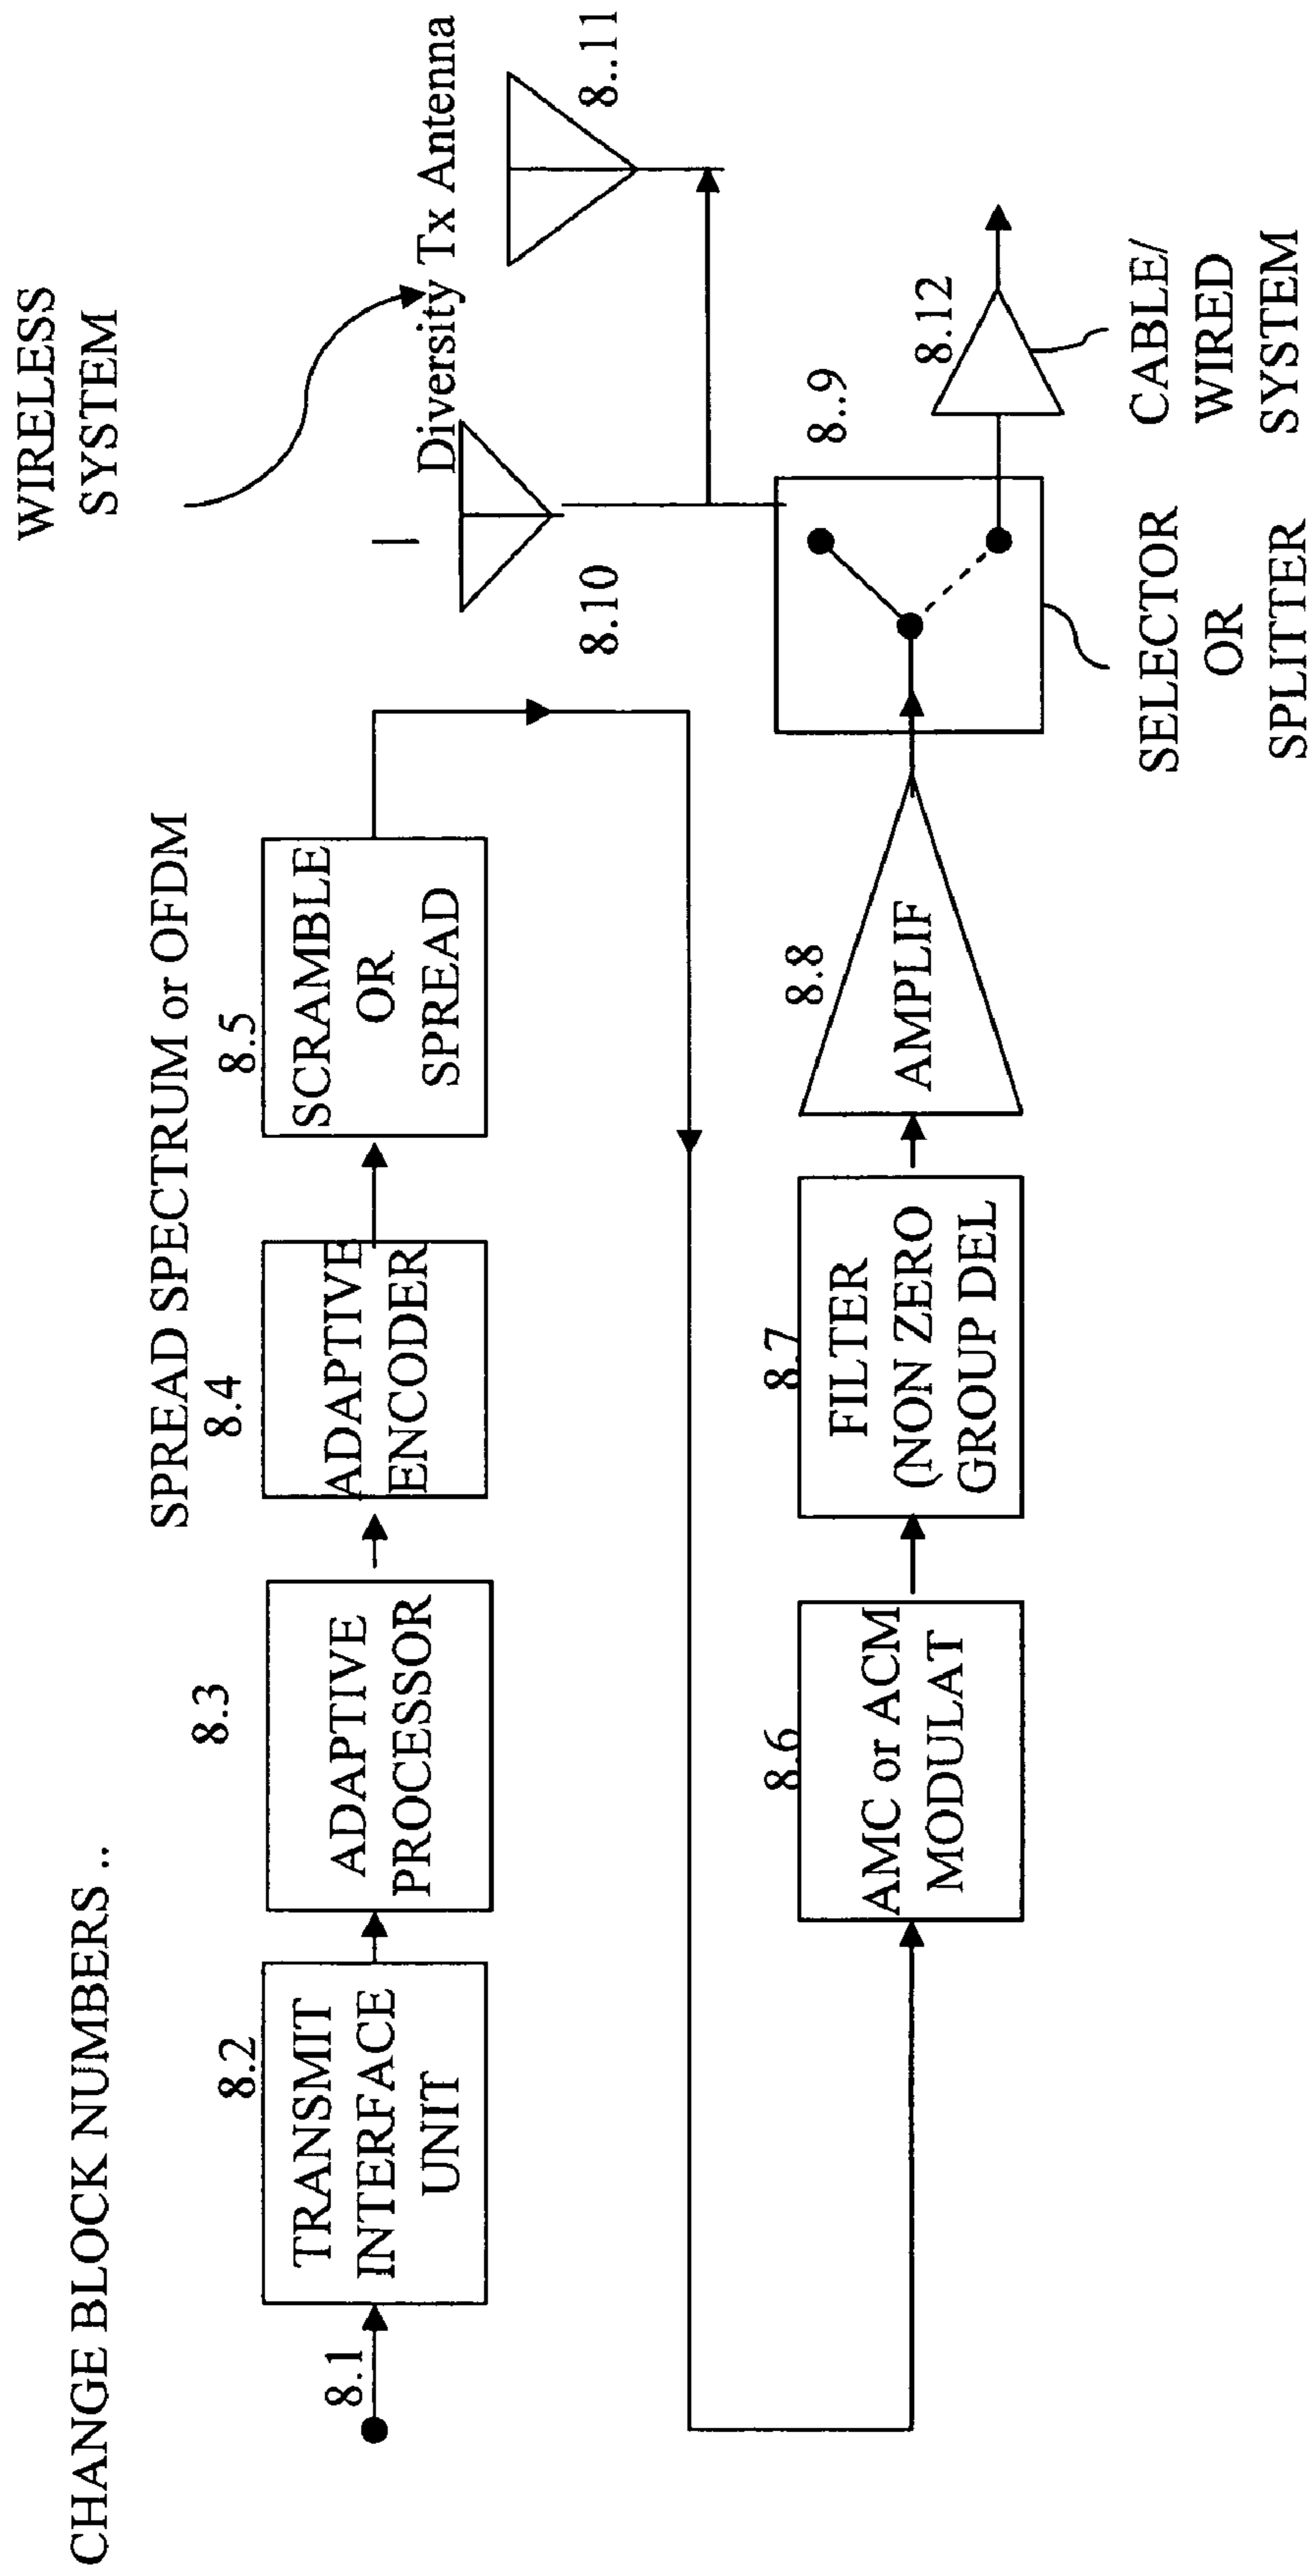 CHANGE BLOCK NUMBERS ..
WIRELESS
SYSTEM
SPREAD SPECTRUM or OFDM
Diversity Tx Antenna
8.1
8.2
TRANSMIT
INTERFACE
UNIT
8.3
ADAPTIVE
PROCESSOR
8.4
ADAPTIVE
ENCODER
8.5
SCRAMBLE
OR
SPREAD
8.10
8..11
8.6
AMC or ACM
MODULAT
8.7
FILTER
(NON ZERO
GROUP DEL
8.8
AMPLIF
8..9
8.12
SELECTOR
OR
SPLITTER
CABLE/
WIRED
SYSTEM